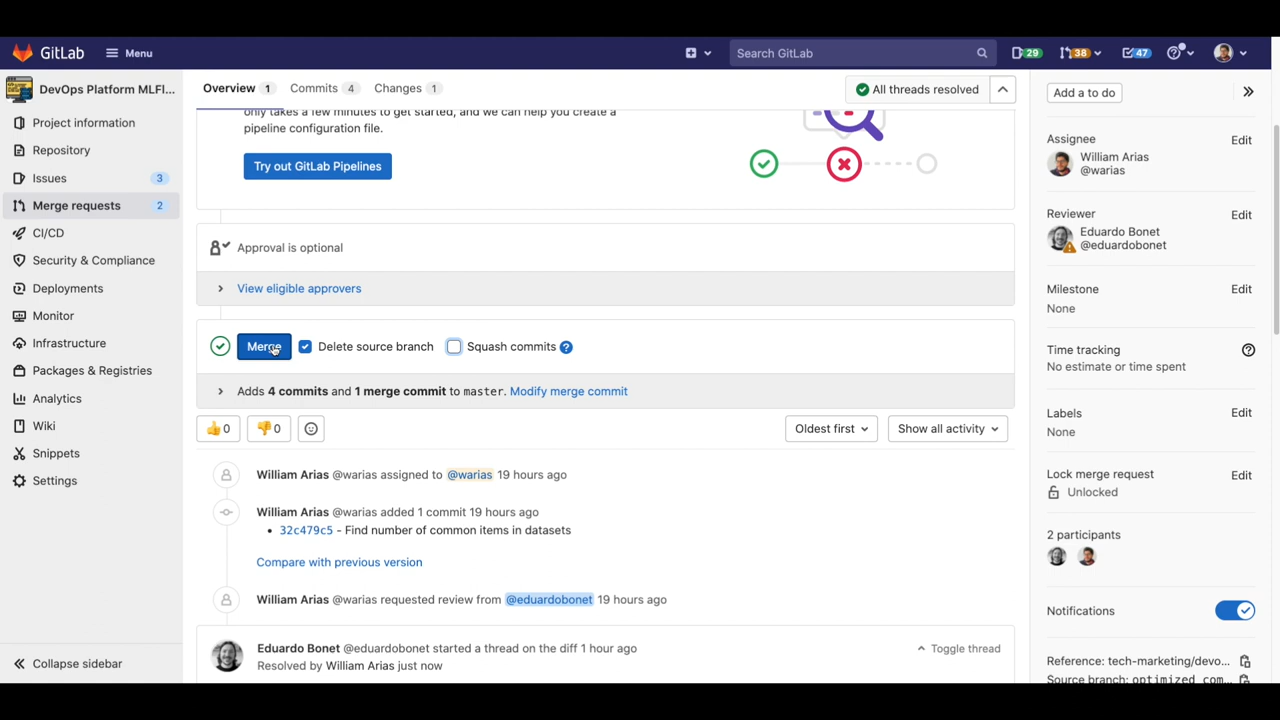 GitLab
Menu
Search GitLab
29
38
47
DevOps Platform MLFl...
Project information
Repository
Issues 3
Merge requests 2
CI/CD
Security & Compliance
Deployments
Monitor
Infrastructure
Packages & Registries
Analytics
Wiki
Snippets
Settings
Collapse sidebar
Overview 1
Commits 4
Changes 1
All threads resolved
only takes a few minutes to get started, and we can help you create a
pipeline configuration file.
Try out GitLab Pipelines
Approval is optional
View eligible approvers
Merge
Delete source branch
Squash commits
Adds 4 commits and 1 merge commit to master. Modify merge commit
0
0
Oldest first
Show all activity
William Arias @warias assigned to @warias 19 hours ago
William Arias @warias added 1 commit 19 hours ago
• 32c479c5 - Find number of common items in datasets
Compare with previous version
William Arias @warias requested review from @eduardobonet 19 hours ago
Eduardo Bonet @eduardobonet started a thread on the diff 1 hour ago
Toggle thread
Resolved by William Arias just now
Add a to do
Assignee
Edit
William Arias
@warias
Reviewer
Edit
Eduardo Bonet
@eduardobonet
Milestone
Edit
None
Time tracking
No estimate or time spent
Labels
Edit
None
Lock merge request
Edit
Unlocked
2 participants
Notifications
Reference: tech-marketing/devo...
Source branch: optimized_com...